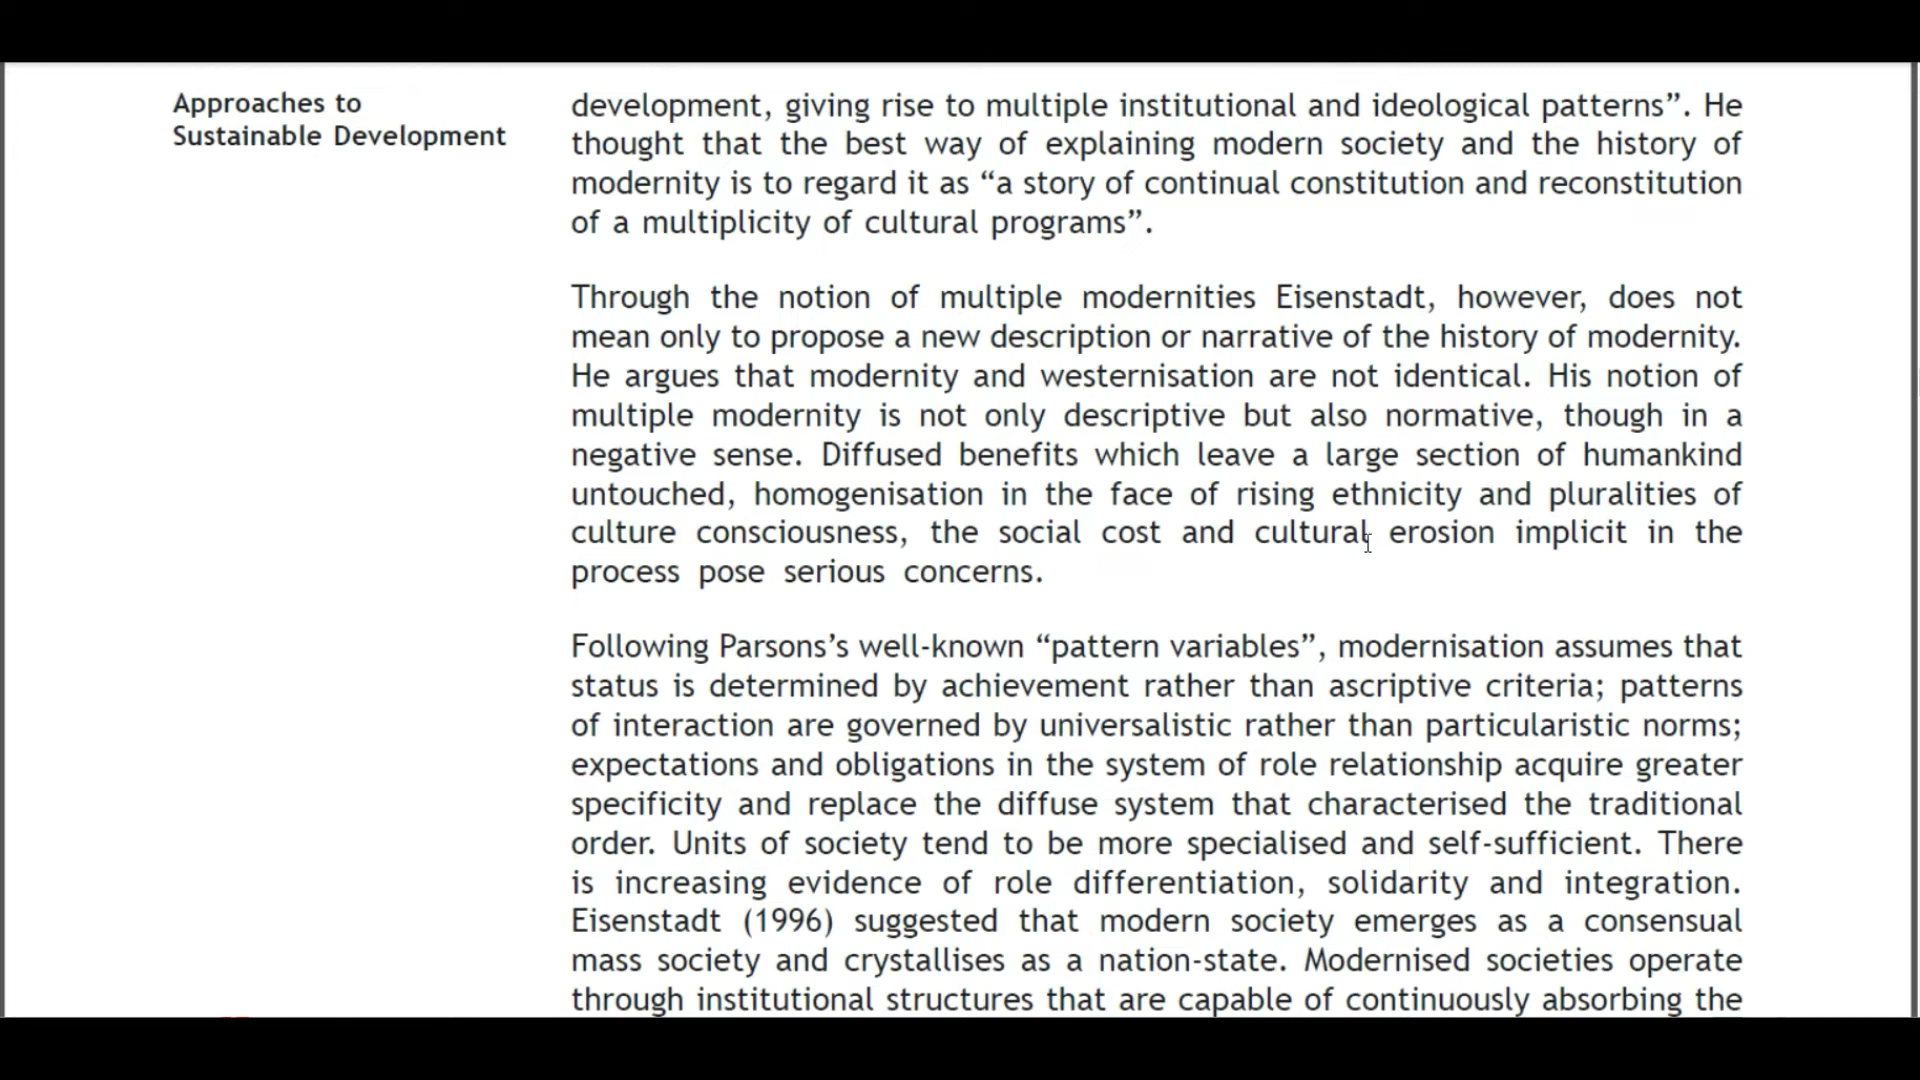 Approaches to
Sustainable Development
development, giving rise to multiple institutional and ideological patterns”. He
thought that the best way of explaining modern society and the history of
modernity is to regard it as “a story of continual constitution and reconstitution
of a multiplicity of cultural programs”.
Through the notion of multiple modernities Eisenstadt, however, does not
mean only to propose a new description or narrative of the history of modernity.
He argues that modernity and westernisation are not identical. His notion of
multiple modernity is not only descriptive but also normative, though in a
negative sense. Diffused benefits which leave a large section of humankind
untouched, homogenisation in the face of rising ethnicity and pluralities of
culture consciousness, the social cost and cultural erosion implicit in the
process pose serious concerns.
Following Parsons’s well-known “pattern variables”, modernisation assumes that
status is determined by achievement rather than ascriptive criteria; patterns
of interaction are governed by universalistic rather than particularistic norms;
expectations and obligations in the system of role relationship acquire greater
specificity and replace the diffuse system that characterised the traditional
order. Units of society tend to be more specialised and self-sufficient. There
is increasing evidence of role differentiation, solidarity and integration.
Eisenstadt (1996) suggested that modern society emerges as a consensual
mass society and crystallises as a nation-state. Modernised societies operate
through institutional structures that are capable of continuously absorbing the